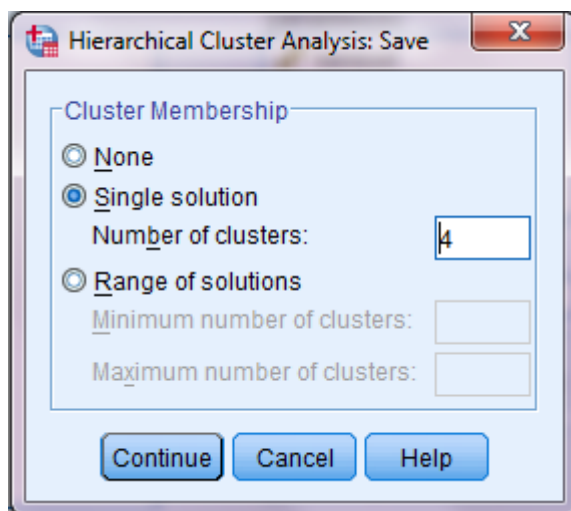 Hierarchical Cluster Analysis: Save
Cluster Membership
None
Single solution
Number of clusters: 4
Range of solutions
Minimum number of clusters:
Maximum number of clusters:
Continue Cancel Help